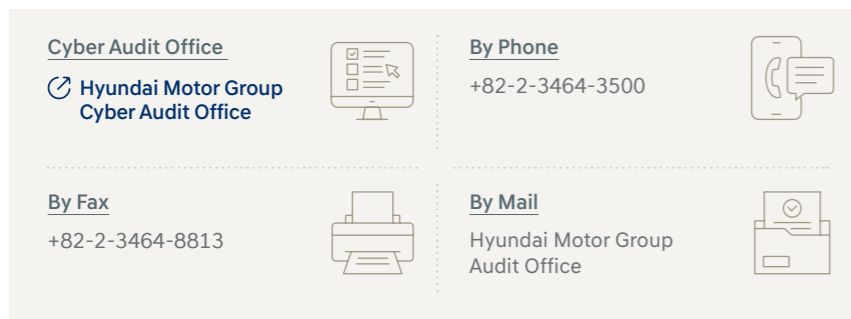 Cyber Audit Office
Hyundai Motor Group
Cyber Audit Office
By Phone
+82-2-3464-3500
By Fax
+82-2-3464-8813
By Mail
Hyundai Motor Group
Audit Office